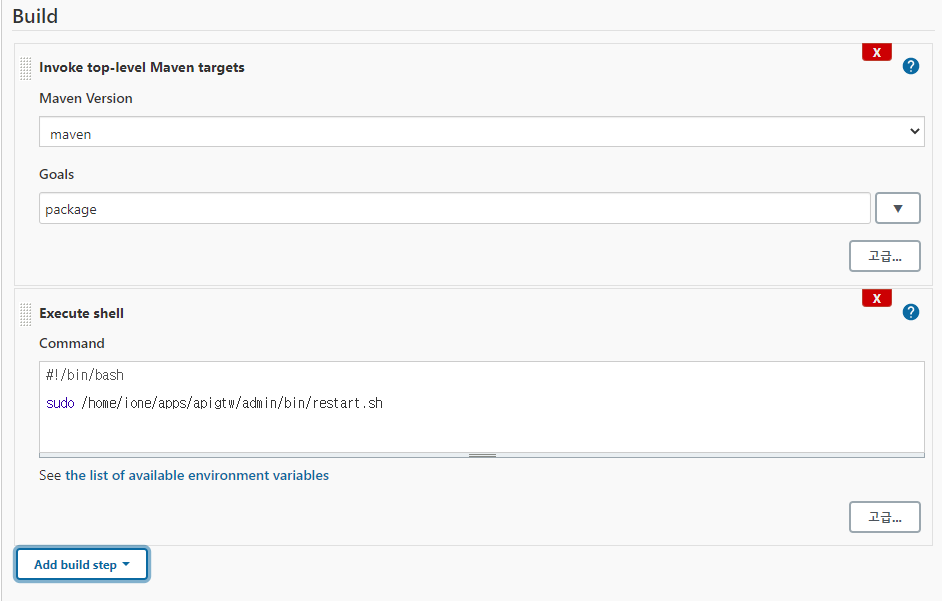 Build
X
Invoke top-level Maven targets
?
Maven Version
maven
Goals
package
▼
고급...
X
Execute shell
?
Command
#!/bin/bash
sudo /home/ione/apps/apigtw/admin/bin/restart.sh
See the list of available environment variables
고급...
Add build step